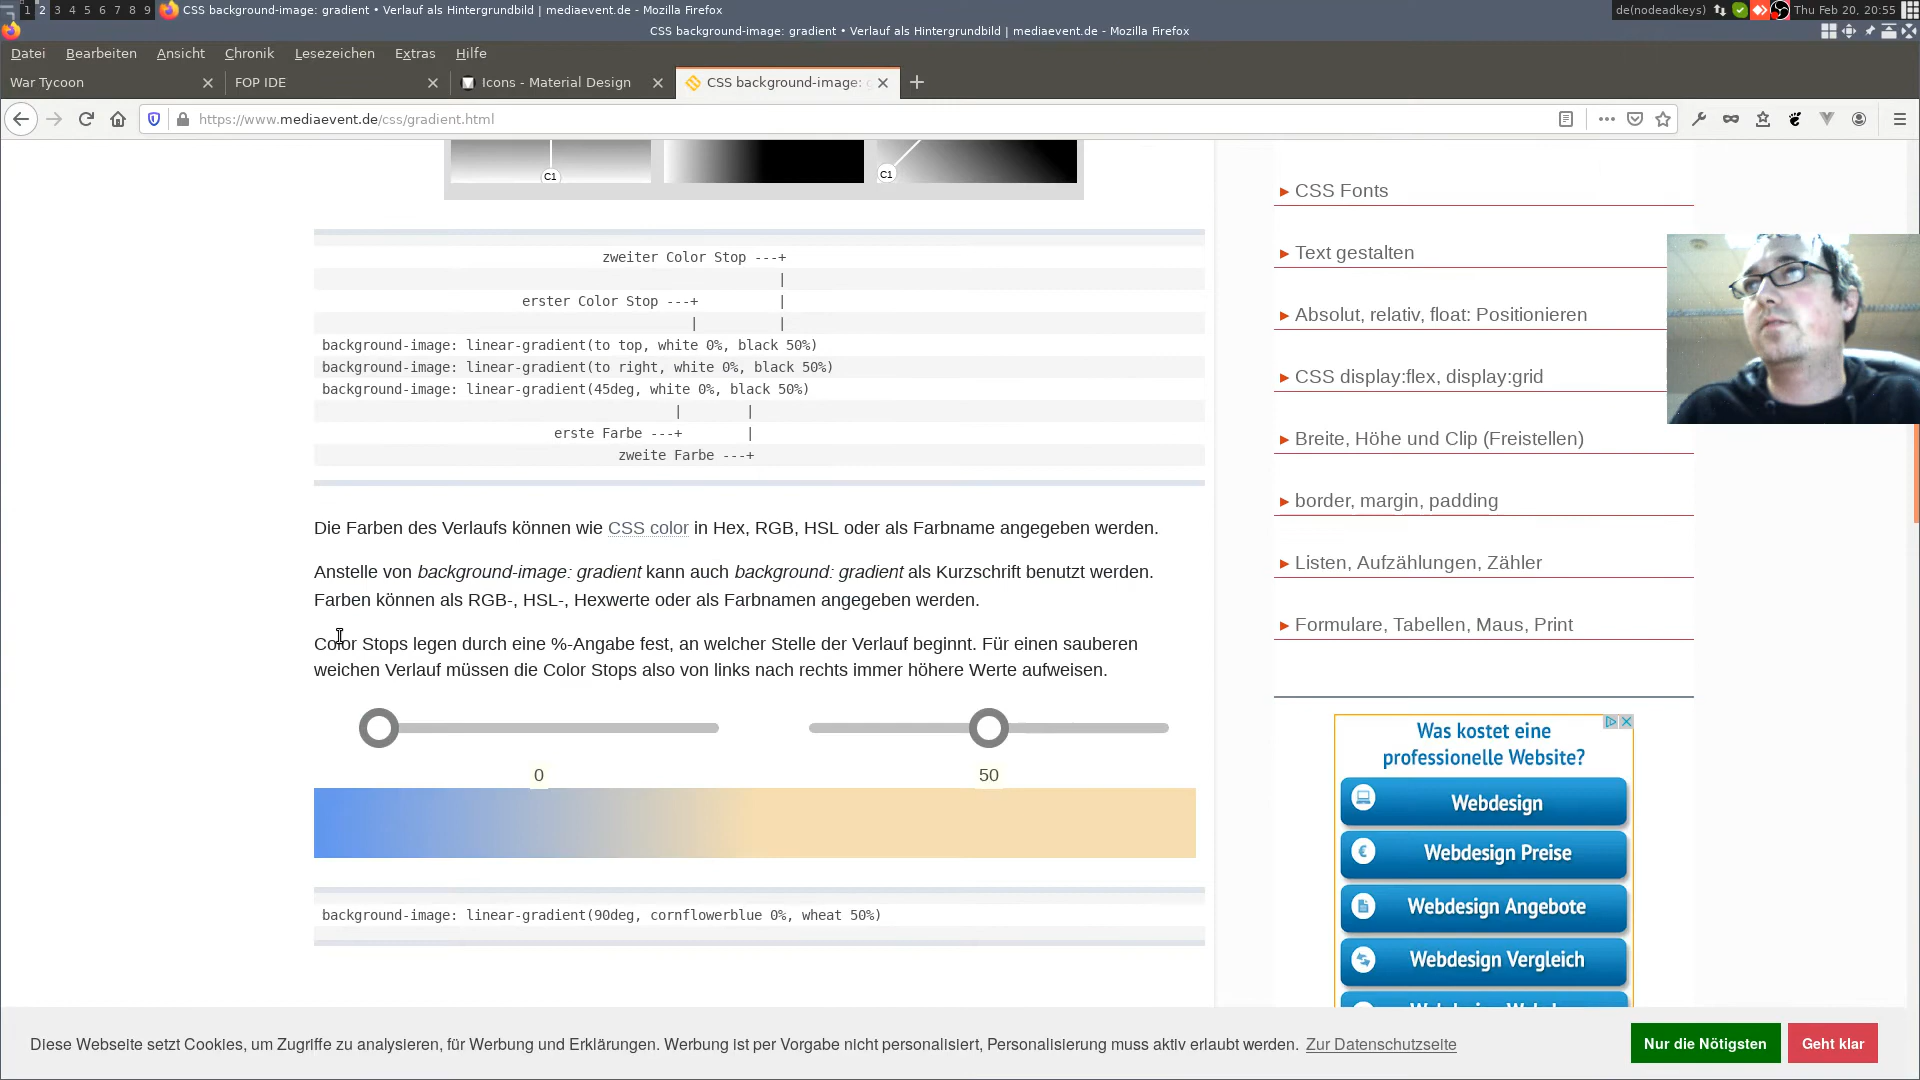 1 2 3 4 5 6 7 8 9 CSS background-image: gradient • Verlauf als Hintergrundbild | mediaevent.de - Mozilla Firefox
de(nodeadkeys) Thu Feb 20, 20:55
CSS background-image: gradient • Verlauf als Hintergrundbild | mediaevent.de - Mozilla Firefox
Datei Bearbeiten Ansicht Chronik Lesezeichen Extras Hilfe
War Tycoon FOP IDE Icons - Material Design CSS background-image:
https://www.mediaevent.de/css/gradient.html
C1 C1
zweiter Color Stop ---+
|
erster Color Stop ---+ |
| |
background-image: linear-gradient(to top, white 0%, black 50%)
background-image: linear-gradient(to right, white 0%, black 50%)
background-image: linear-gradient(45deg, white 0%, black 50%)
| |
erste Farbe ---+ |
zweite Farbe ---+
Die Farben des Verlaufs können wie CSS color in Hex, RGB, HSL oder als Farbname angegeben werden.
Anstelle von background-image: gradient kann auch background: gradient als Kurzschrift benutzt werden.
Farben können als RGB-, HSL-, Hexwerte oder als Farbnamen angegeben werden.
Color Stops legen durch eine %-Angabe fest, an welcher Stelle der Verlauf beginnt. Für einen sauberen
weichen Verlauf müssen die Color Stops also von links nach rechts immer höhere Werte aufweisen.
0 50
background-image: linear-gradient(90deg, cornflowerblue 0%, wheat 50%)
CSS Fonts
Text gestalten
Absolut, relativ, float: Positionieren
CSS display:flex, display:grid
Breite, Höhe und Clip (Freistellen)
border, margin, padding
Listen, Aufzählungen, Zähler
Formulare, Tabellen, Maus, Print
Was kostet eine
professionelle Website?
Webdesign
Webdesign Preise
Webdesign Angebote
Webdesign Vergleich
Diese Webseite setzt Cookies, um Zugriffe zu analysieren, für Werbung und Erklärungen. Werbung ist per Vorgabe nicht personalisiert, Personalisierung muss aktiv erlaubt werden. Zur Datenschutzseite
Nur die Nötigsten Geht klar